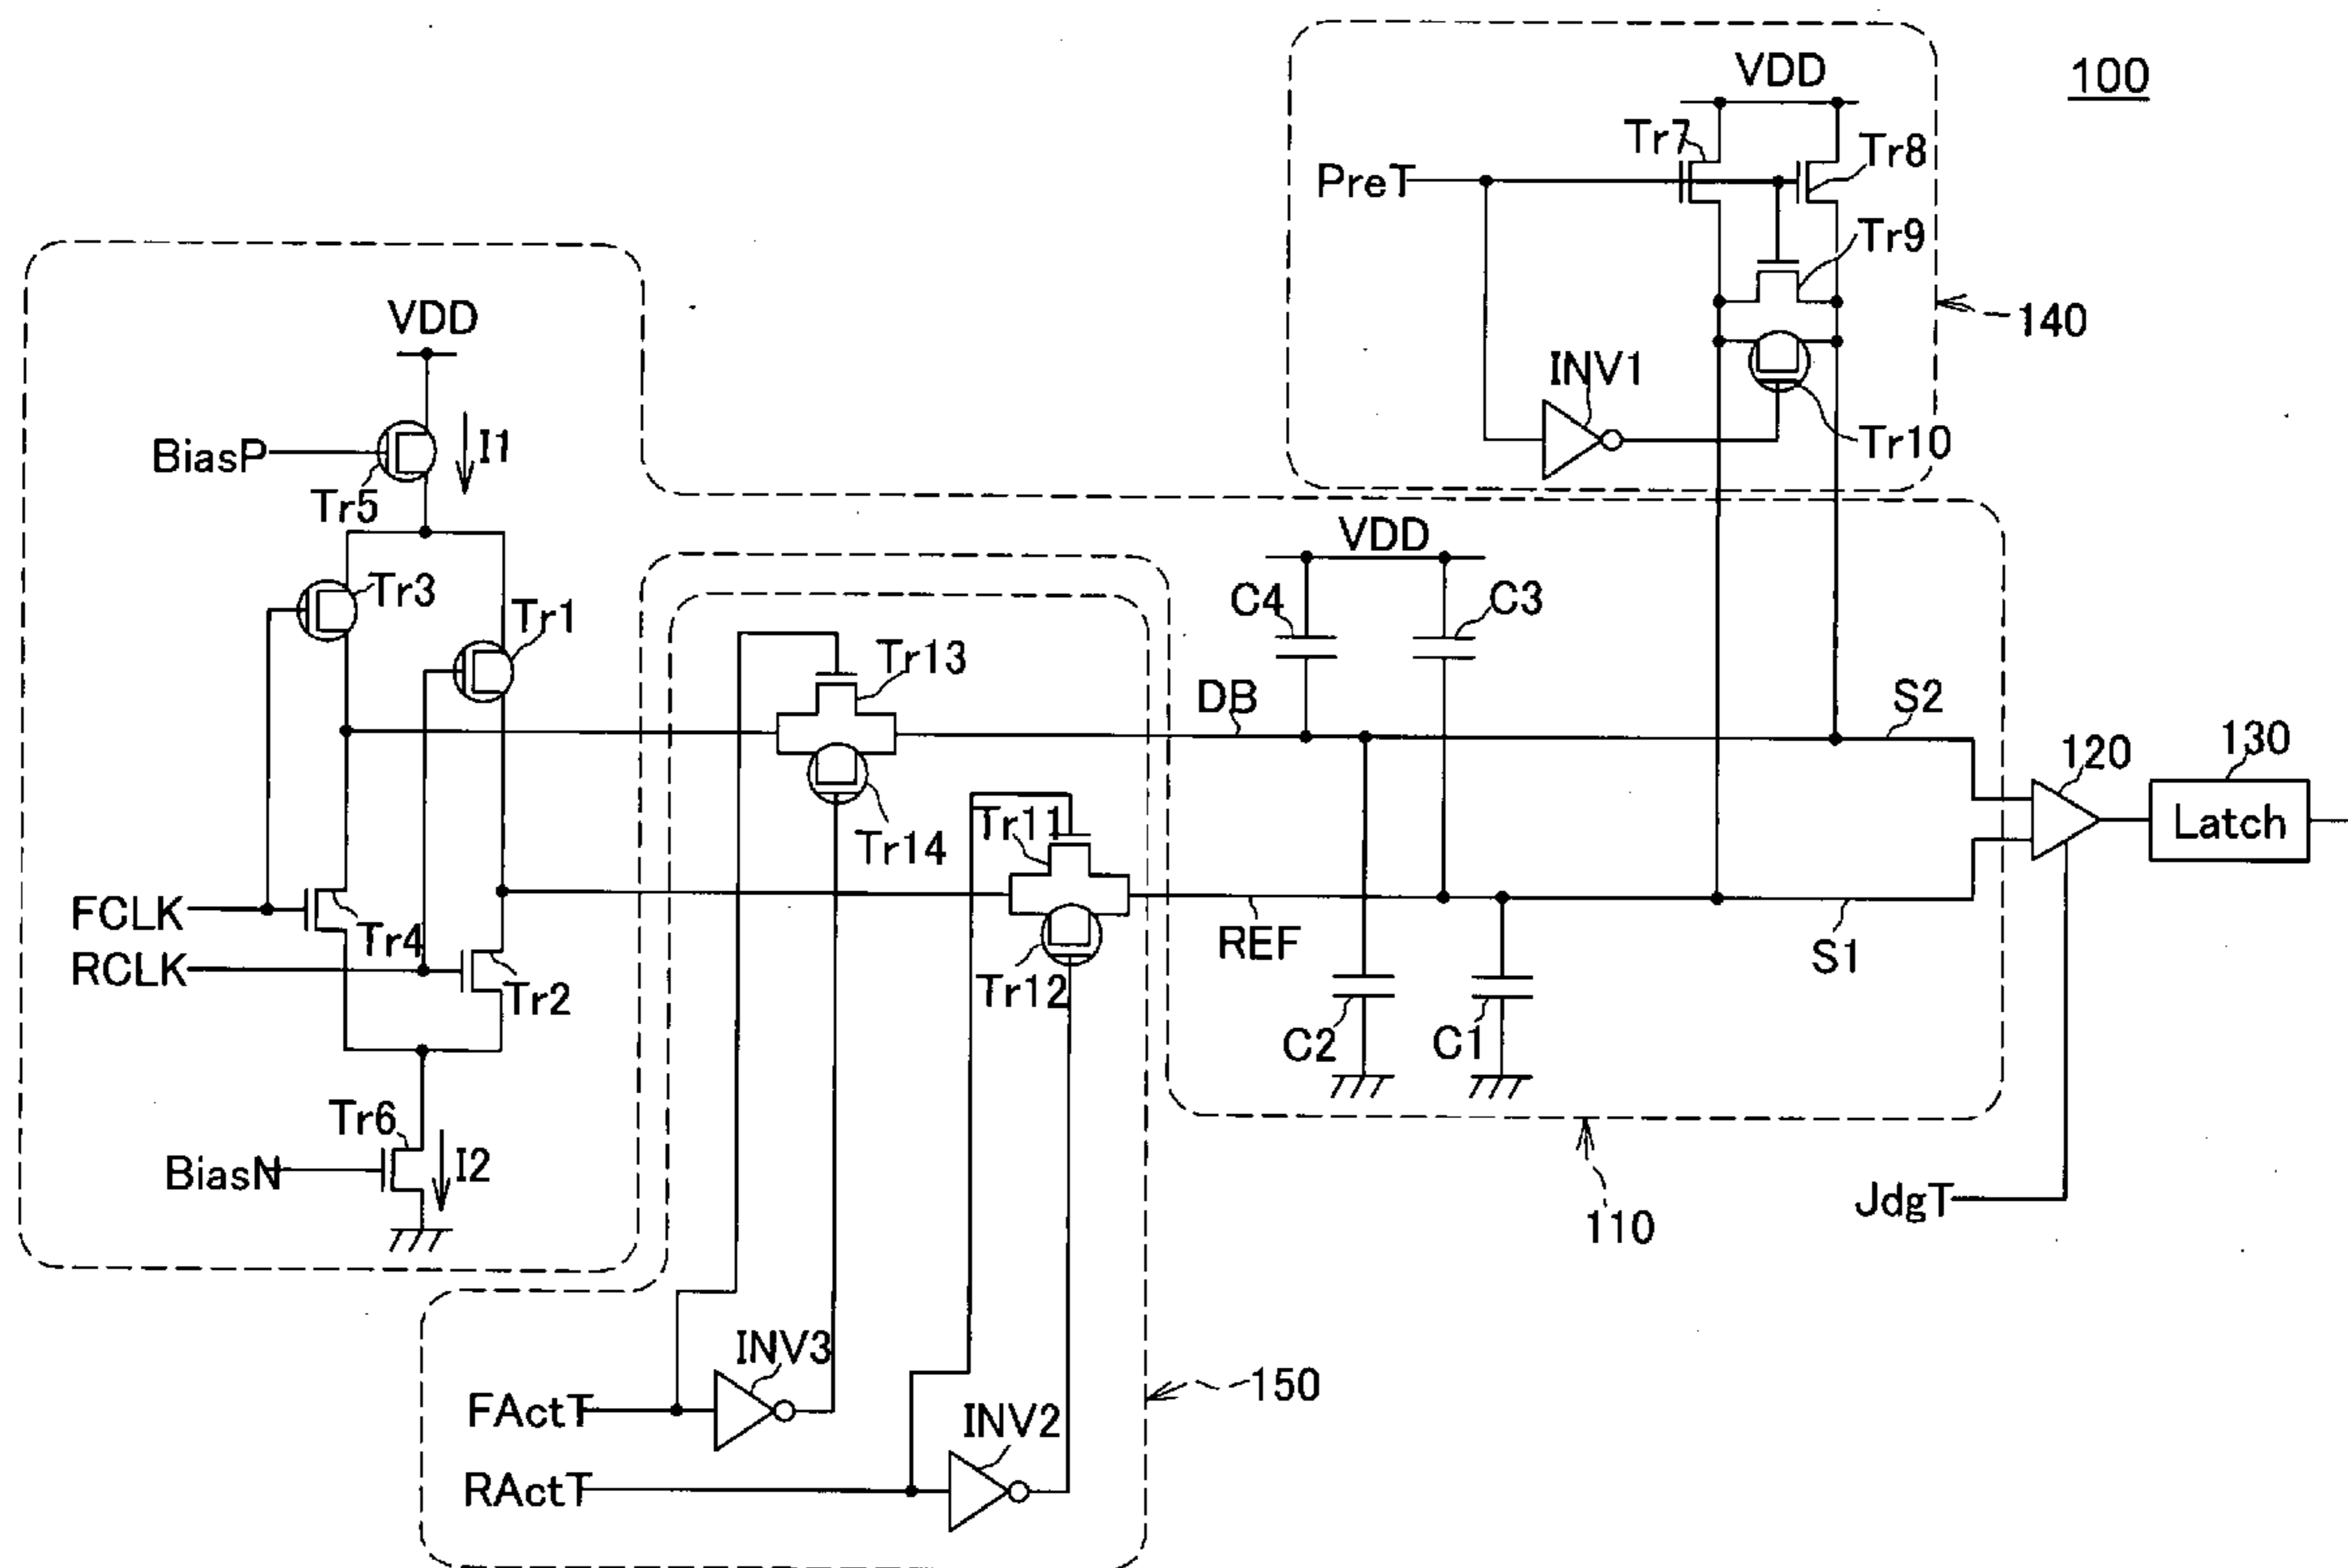 100
VDD
Tr7
Tr8
PreT
Tr9
140
INV1
Tr10
VDD
BiasP
I1
Tr5
Tr3
Tr1
VDD
C4
C3
Tr13
DB
S2
120
130
Latch
Tr14
Tr11
FCLK
Tr4
RCLK
Tr2
REF
S1
Tr12
C2
C1
Tr6
I2
BiasN
JdgT
110
INV3
FActT
INV2
150
RActT